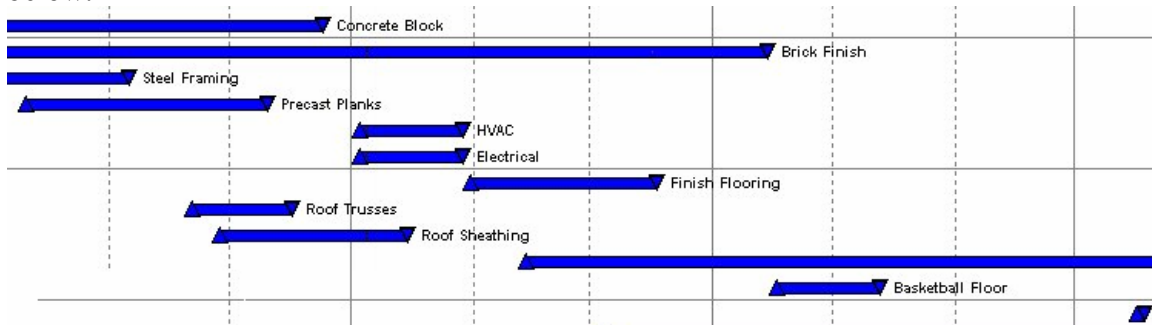 Concrete Block
Brick Finish
Steel Framing
Precast Planks
HVAC
Electrical
Finish Flooring
Roof Trusses
Roof Sheathing
Basketball Floor